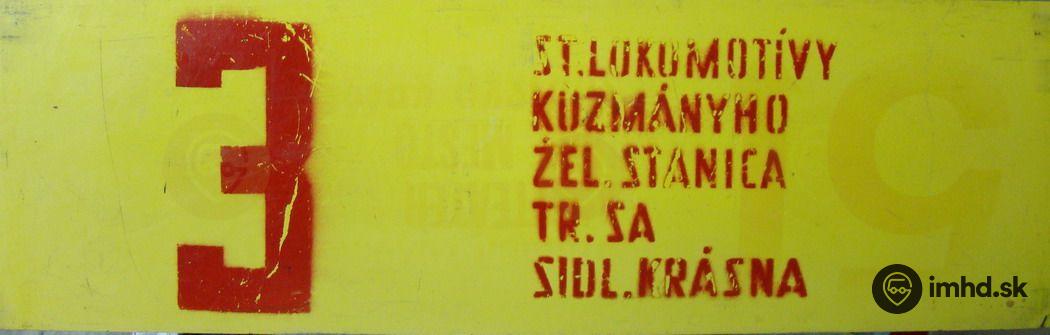 3
ST.LOKOMOTÍVY
KUZMÁNYHO
ŽEL.STANICA
TR. SA
SIDL.KRÁSNA
imhd.sk